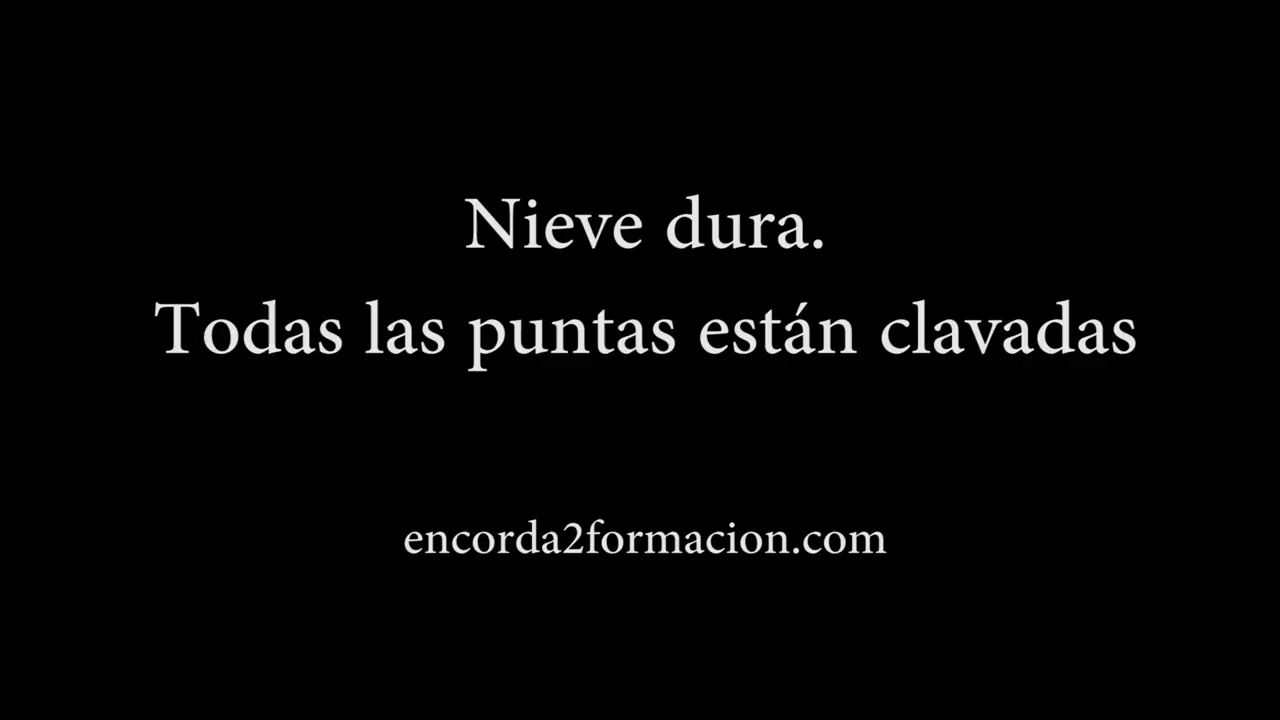 Nieve dura.
Todas las puntas están clavadas
encorda2formacion.com